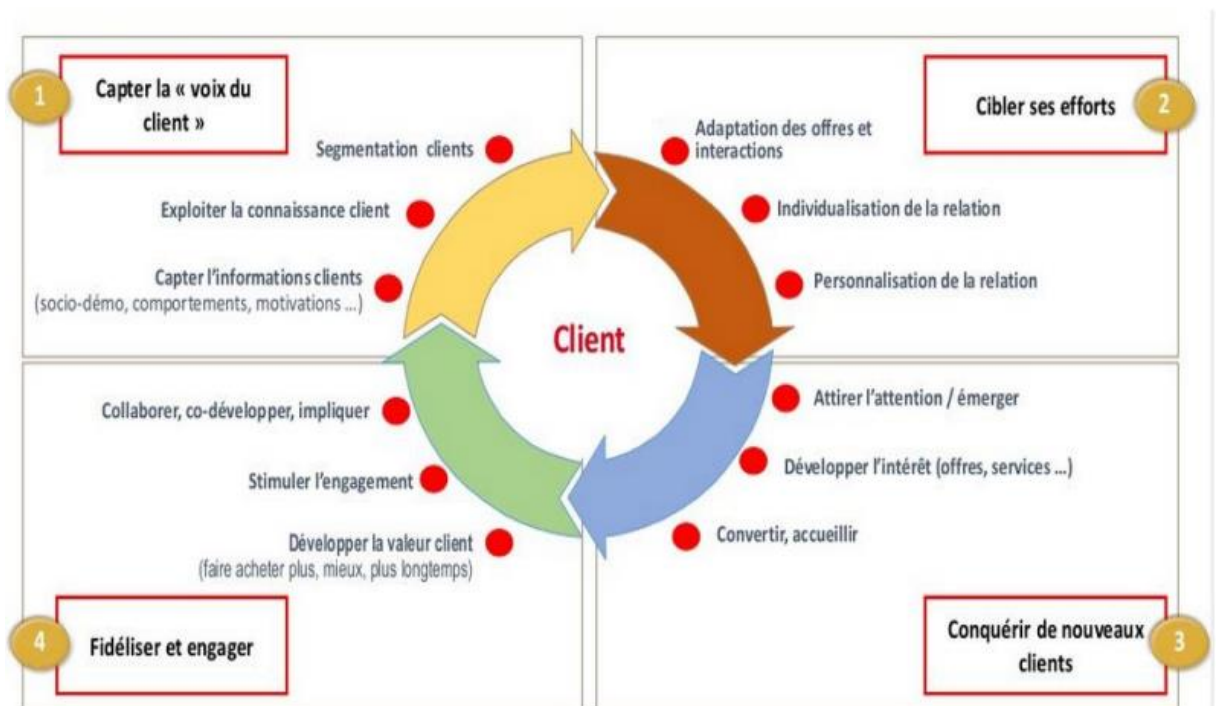 1
Capter la « voix du
client »
Segmentation clients
Exploiter la connaissance client
Capter l'informations clients
(socio-démo, comportements, motivations ...)
2
Cibler ses efforts
Adaptation des offres et
interactions
Individualisation de la relation
Personnalisation de la relation
Client
Attirer l'attention / émerger
Développer l'intérêt (offres, services ...)
Convertir, accueillir
3
Conquérir de nouveaux
clients
Collaborer, co-développer, impliquer
Stimuler l'engagement
Développer la valeur client
(faire acheter plus, mieux, plus longtemps)
4
Fidéliser et engager